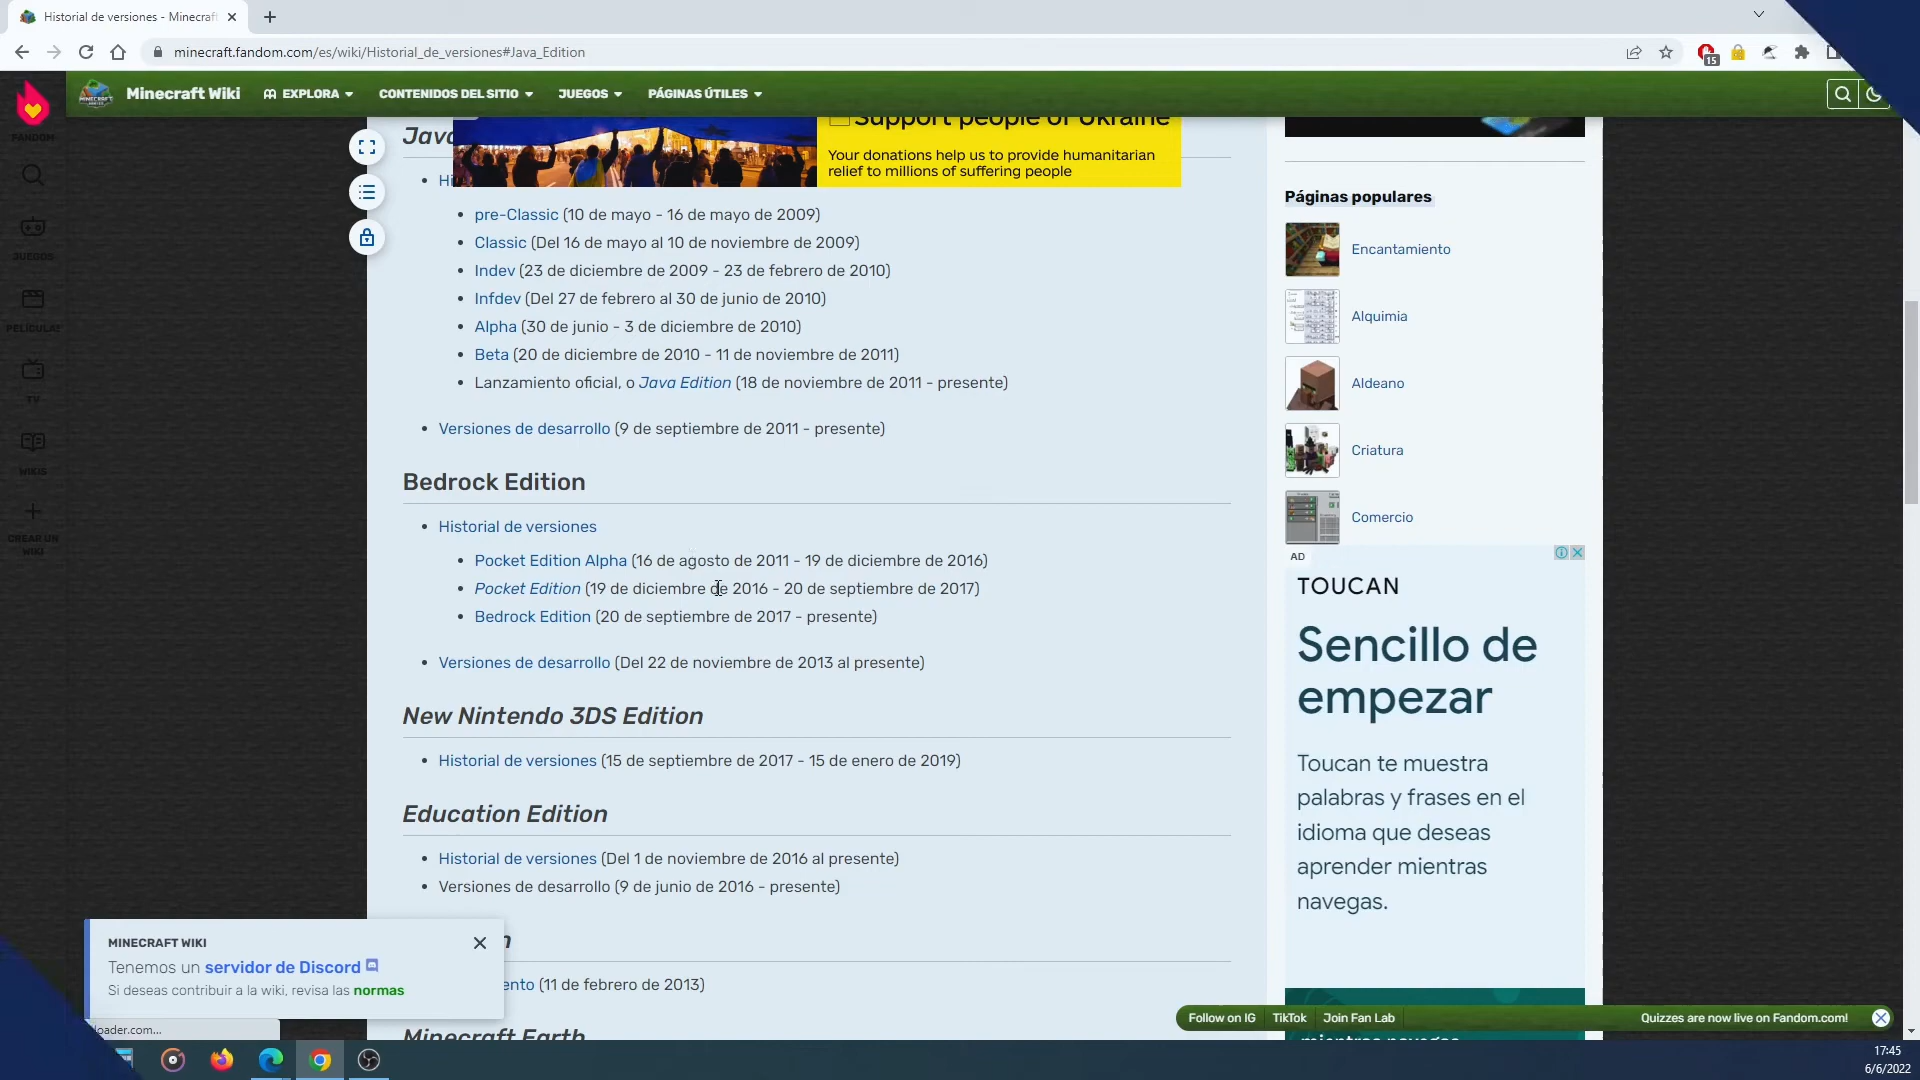 Historial de versiones - Minecraf
minecraft.fandom.com/es/wiki/Historial_de_versiones#Java_Edition
15
Minecraft Wiki
EXPLORA
CONTENIDOS DEL SITIO
JUEGOS
PÁGINAS ÚTILES
FANDOM
JUEGOS
PELÍCULAS
TV
WIKIS
CREAR UN
WIKI
Java
Support people of Ukraine
Your donations help us to provide humanitarian
relief to millions of suffering people
Hi
pre-Classic (10 de mayo - 16 de mayo de 2009)
Classic (Del 16 de mayo al 10 de noviembre de 2009)
Indev (23 de diciembre de 2009 - 23 de febrero de 2010)
Infdev (Del 27 de febrero al 30 de junio de 2010)
Alpha (30 de junio - 3 de diciembre de 2010)
Beta (20 de diciembre de 2010 - 11 de noviembre de 2011)
Lanzamiento oficial, o Java Edition (18 de noviembre de 2011 - presente)
Versiones de desarrollo (9 de septiembre de 2011 - presente)
Bedrock Edition
Historial de versiones
Pocket Edition Alpha (16 de agosto de 2011 - 19 de diciembre de 2016)
Pocket Edition (19 de diciembre de 2016 - 20 de septiembre de 2017)
Bedrock Edition (20 de septiembre de 2017 - presente)
Versiones de desarrollo (Del 22 de noviembre de 2013 al presente)
New Nintendo 3DS Edition
Historial de versiones (15 de septiembre de 2017 - 15 de enero de 2019)
Education Edition
Historial de versiones (Del 1 de noviembre de 2016 al presente)
Versiones de desarrollo (9 de junio de 2016 - presente)
n
ento (11 de febrero de 2013)
Minecraft Earth
Páginas populares
Encantamiento
Alquimia
Aldeano
Criatura
Comercio
AD
TOUCAN
Sencillo de
empezar
Toucan te muestra
palabras y frases en el
idioma que deseas
aprender mientras
navegas.
mientras navegas
MINECRAFT WIKI
Tenemos un servidor de Discord
Si deseas contribuir a la wiki, revisa las normas
loader.com...
Follow on IG
TikTok
Join Fan Lab
Quizzes are now live on Fandom.com!
17:45
6/6/2022